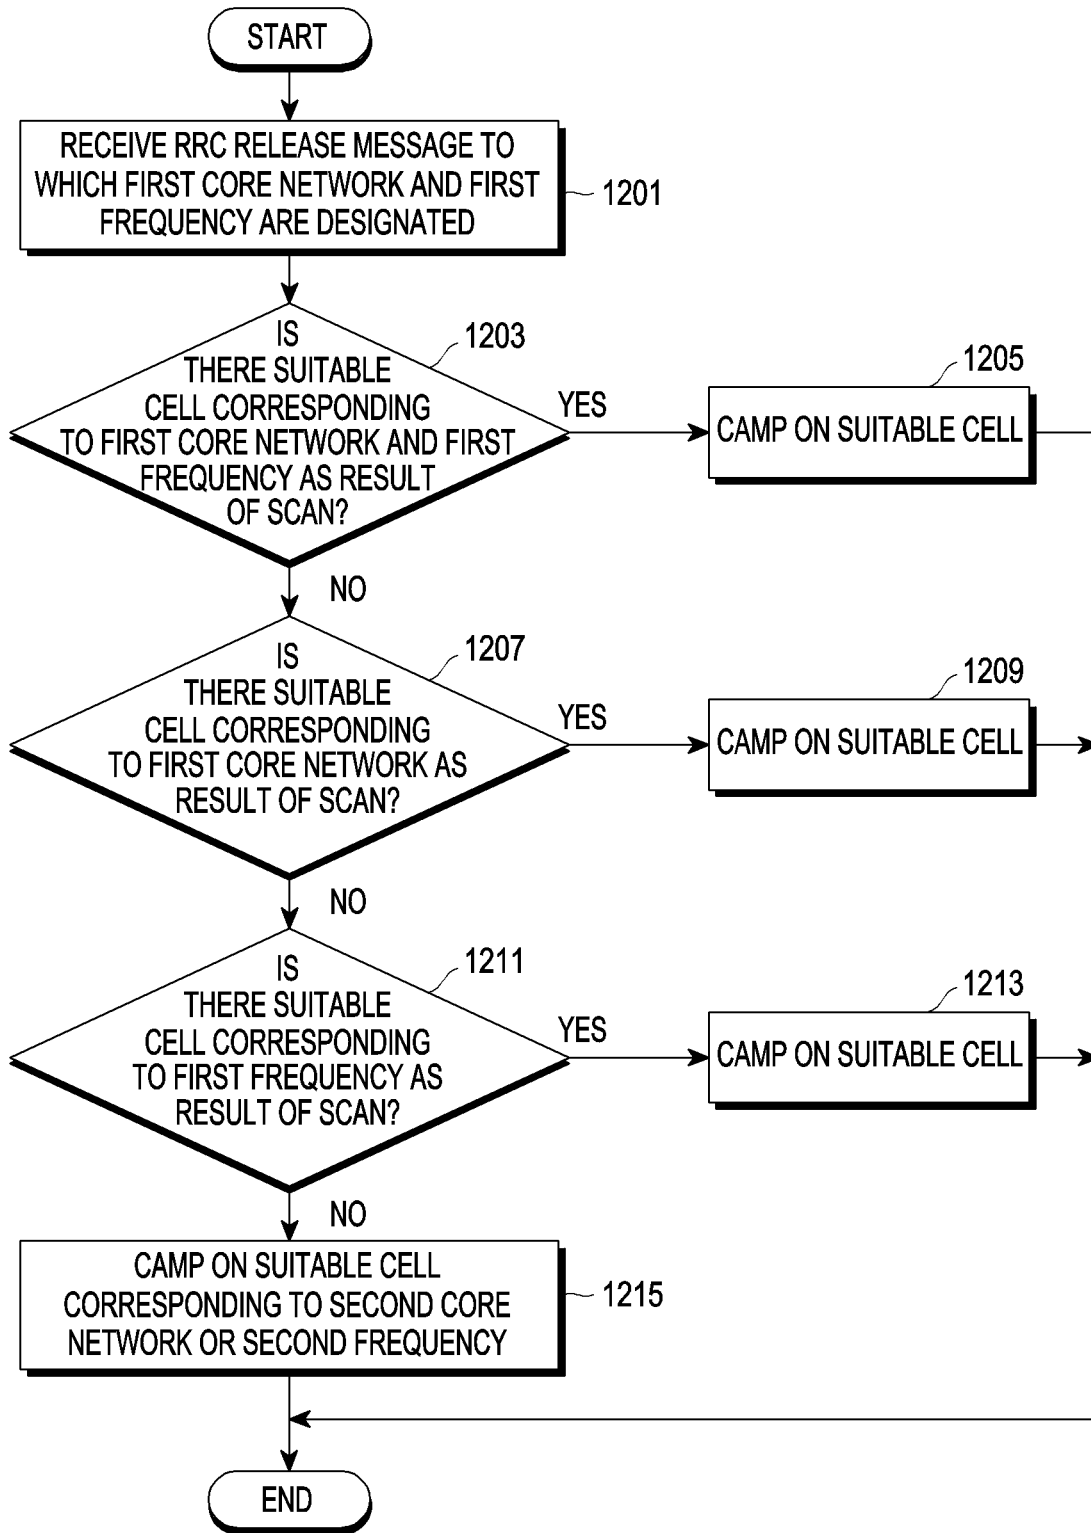 START
RECEIVE RRC RELEASE MESSAGE TO
WHICH FIRST CORE NETWORK AND FIRST
FREQUENCY ARE DESIGNATED
1201
IS
THERE SUITABLE
CELL CORRESPONDING
TO FIRST CORE NETWORK AND FIRST
FREQUENCY AS RESULT
OF SCAN?
1203
YES
1205
CAMP ON SUITABLE CELL
NO
IS
THERE SUITABLE
CELL CORRESPONDING
TO FIRST CORE NETWORK AS
RESULT OF SCAN?
1207
YES
1209
CAMP ON SUITABLE CELL
NO
IS
THERE SUITABLE
CELL CORRESPONDING
TO FIRST FREQUENCY AS
RESULT OF SCAN?
1211
YES
1213
CAMP ON SUITABLE CELL
NO
CAMP ON SUITABLE CELL
CORRESPONDING TO SECOND CORE
NETWORK OR SECOND FREQUENCY
1215
END